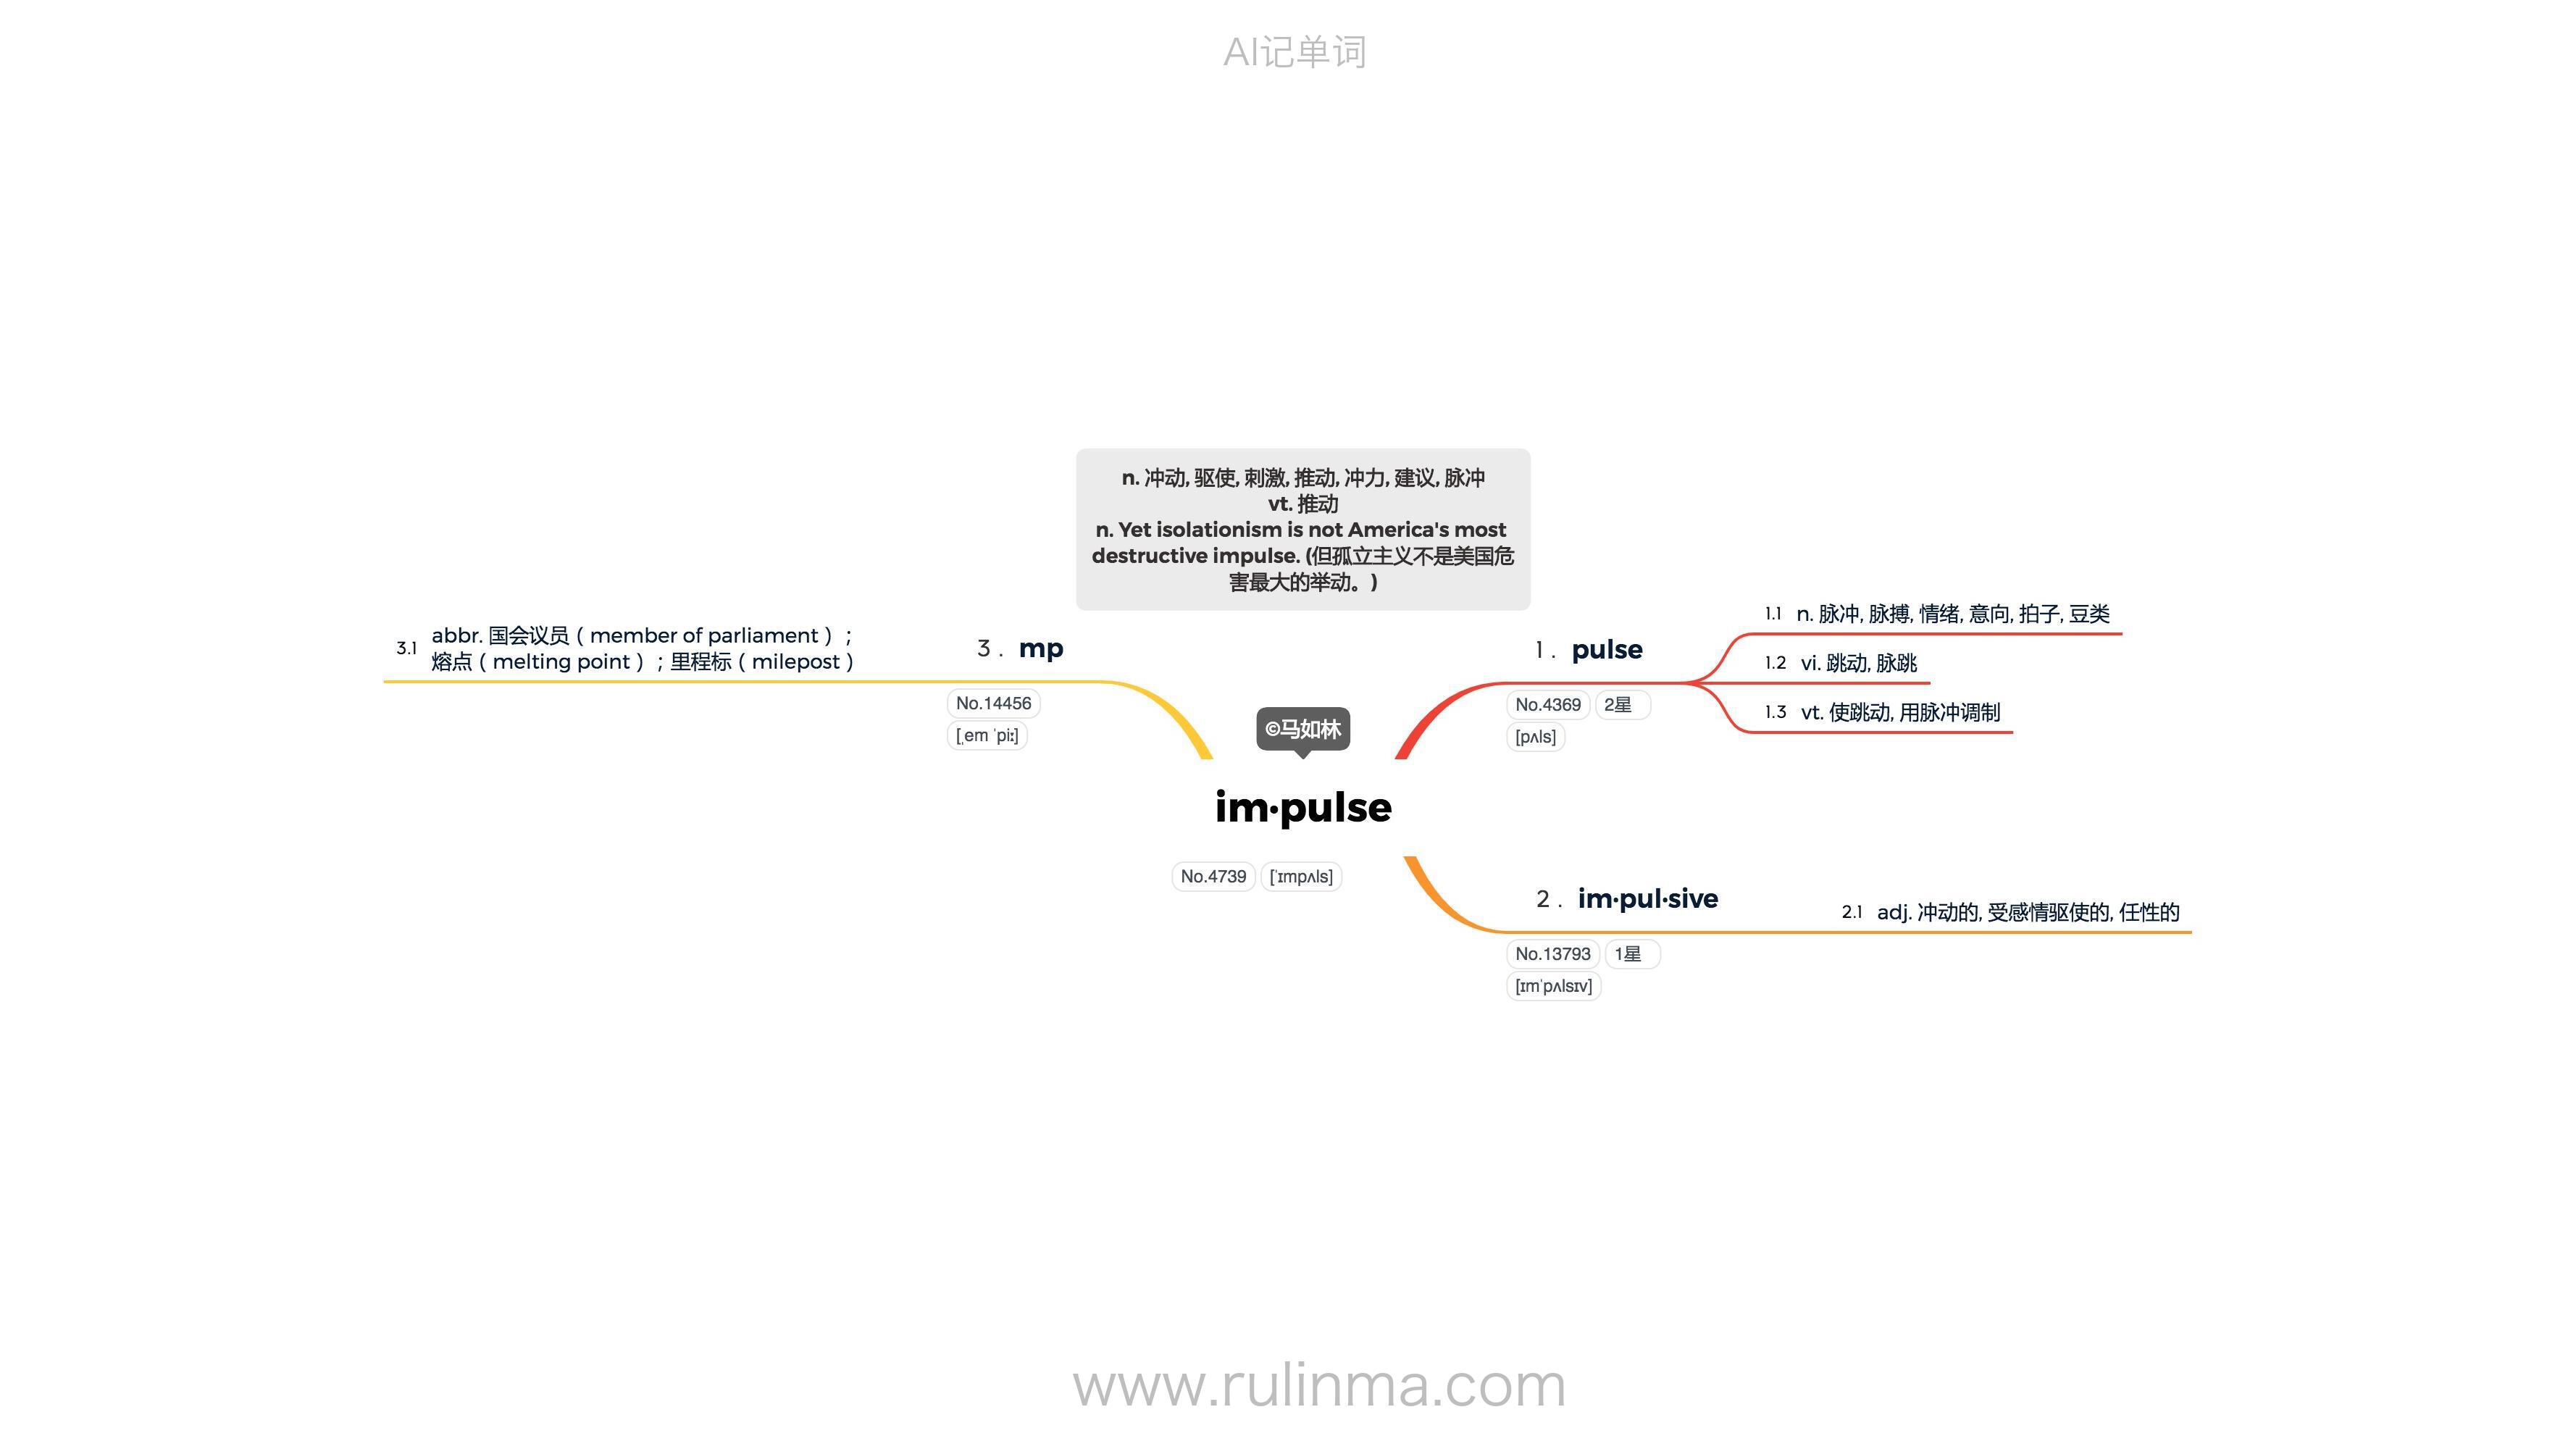 AI记单词
n. 冲动, 驱使, 刺激, 推动, 冲力, 建议, 脉冲
vt. 推动
n. Yet isolationism is not America's most
destructive impulse. (但孤立主义不是美国危
害最大的举动。)
©马如林
im·pulse
No.4739 [ˈɪmpʌls]
1 . pulse
No.4369 2星
[pʌls]
1.1 n. 脉冲, 脉搏, 情绪, 意向, 拍子, 豆类
1.2 vi. 跳动, 脉跳
1.3 vt. 使跳动, 用脉冲调制
2 . im·pul·sive
No.13793 1星
[ɪmˈpʌlsɪv]
2.1 adj. 冲动的, 受感情驱使的, 任性的
3 . mp
No.14456
[ˌem ˈpiː]
3.1 abbr. 国会议员（member of parliament）；
熔点（melting point）；里程标（milepost）
www.rulinma.com